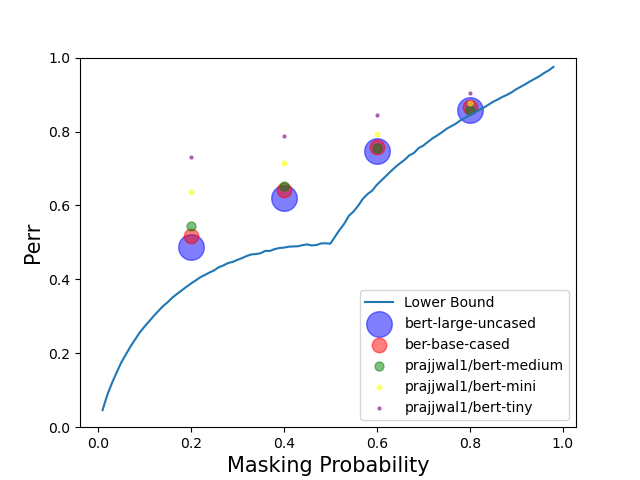 1.0
0.8
0.6
0.4
0.2
0.0
Perr
0.0 0.2 0.4 0.6 0.8 1.0
Masking Probability
Lower Bound
bert-large-uncased
ber-base-cased
prajjwal1/bert-medium
prajjwal1/bert-mini
prajjwal1/bert-tiny